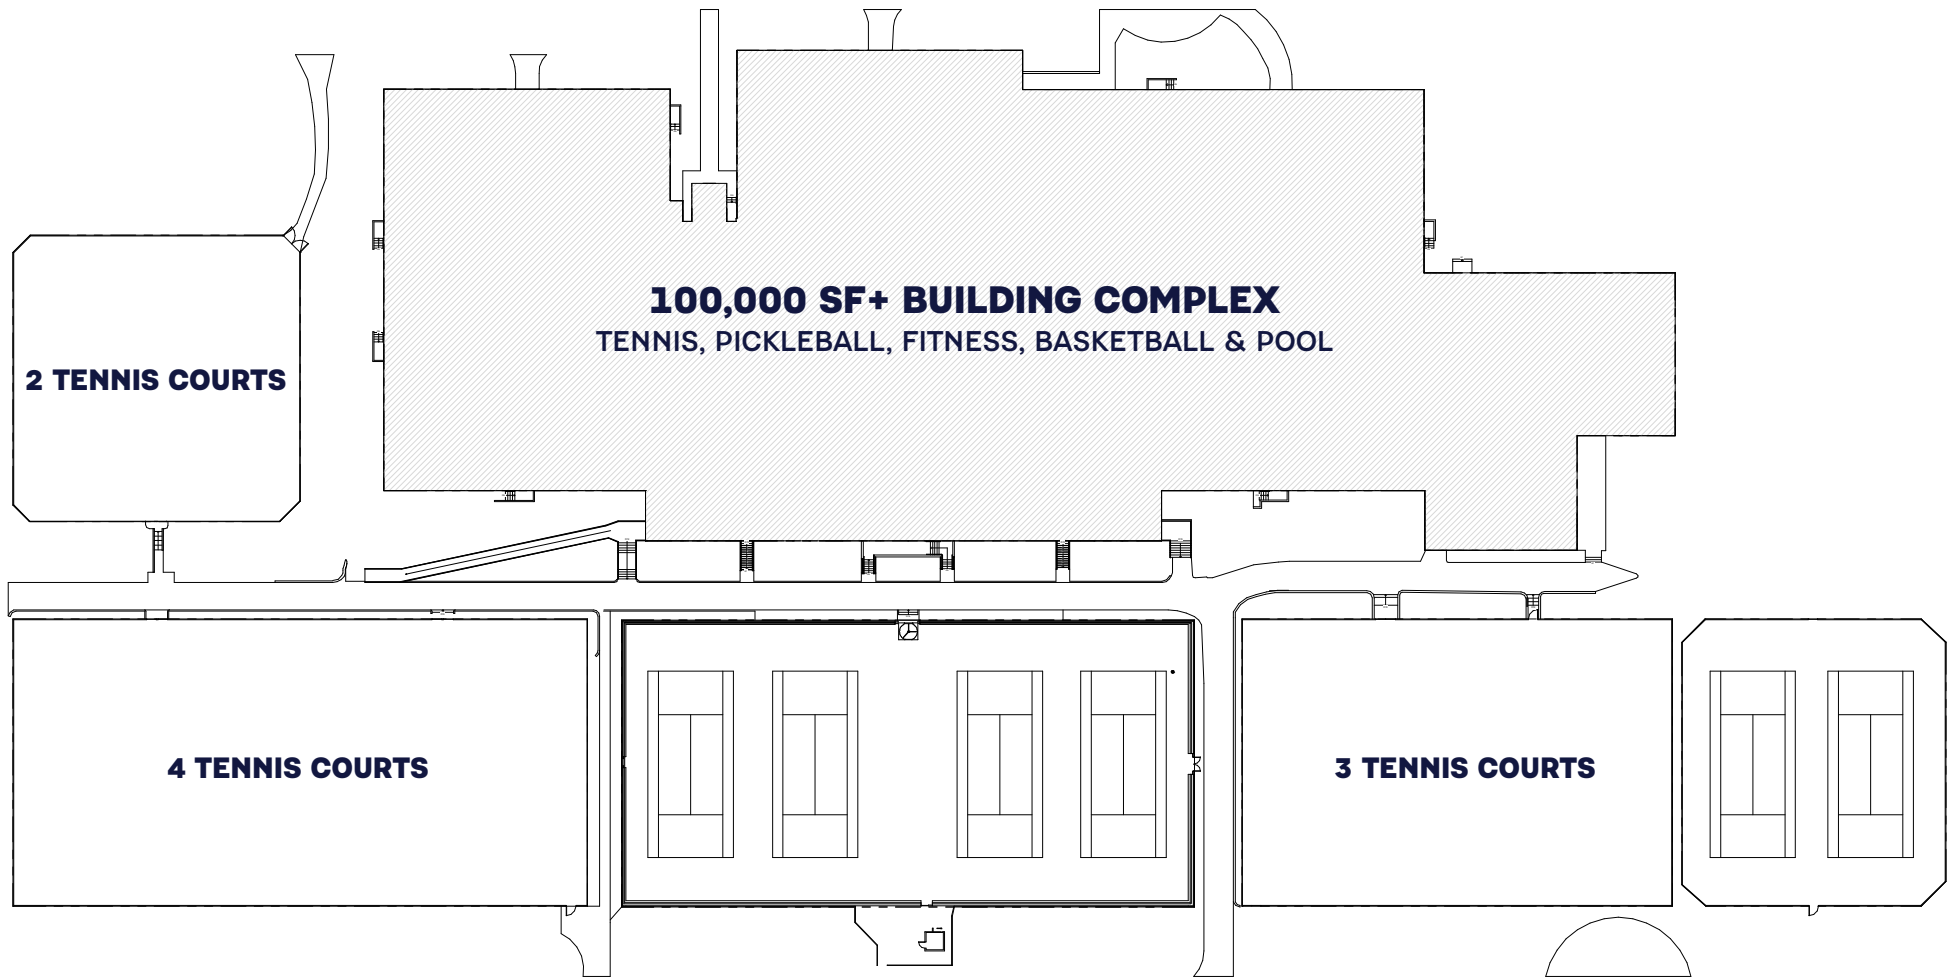 100,000 SF+ BUILDING COMPLEX
TENNIS, PICKLEBALL, FITNESS, BASKETBALL & POOL
2 TENNIS COURTS
4 TENNIS COURTS
3 TENNIS COURTS